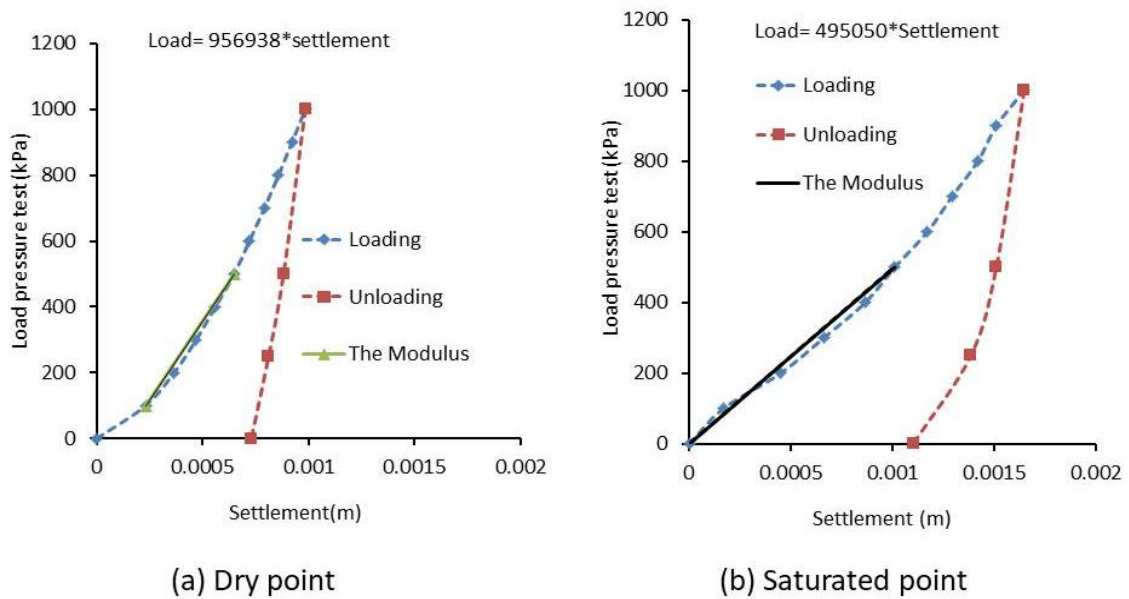 Load= 956938*settlement
1200
1000
800
600
400
200
0
Load pressure test (kPa)
Loading
Unloading
The Modulus
0
0.0005
0.001
0.0015
0.002
Settlement(m)
(a) Dry point
Load= 495050*Settlement
1200
1000
800
600
400
200
0
Load pressure test (kPa)
Loading
Unloading
The Modulus
0
0.0005
0.001
0.0015
0.002
Settlement (m)
(b) Saturated point